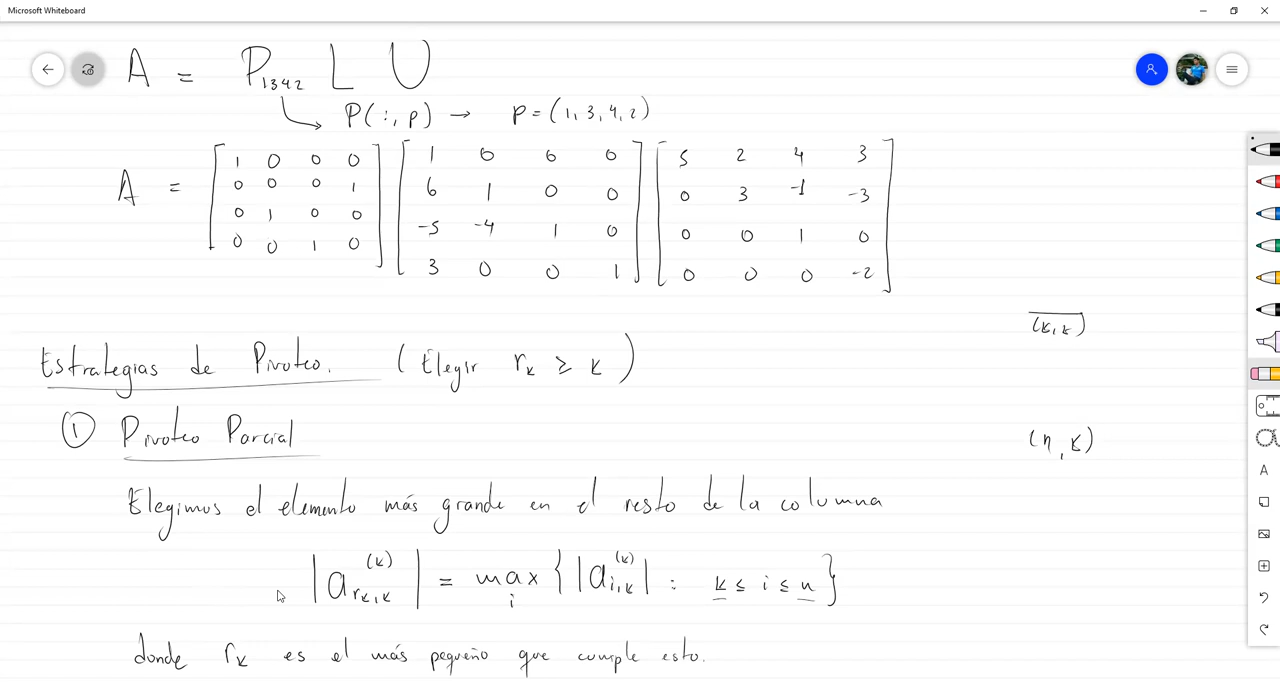 Microsoft Whiteboard
A = P₁₃₄₂ L U
P(:,p) → p=(1,3,4,2)
A = [1 0 0 0] [1 0 0 0] [5 2 4 3]
[0 0 0 1] [6 1 0 0] [0 3 -1 -3]
[0 1 0 0] [-5 -4 1 0] [0 0 1 0]
[0 0 1 0] [3 0 0 1] [0 0 0 -2]
(k,k)
Estrategias de Pivoteo. (Elegir rₖ ≥ k)
① Pivoteo Parcial
(n,k)
Elegimos el elemento más grande en el resto de la columna
|a_{rₖ,k}^{(k)}| = max_i {|a_{i,k}^{(k)}| : k ≤ i ≤ n}
donde rₖ es el más pequeño que cumple esto.